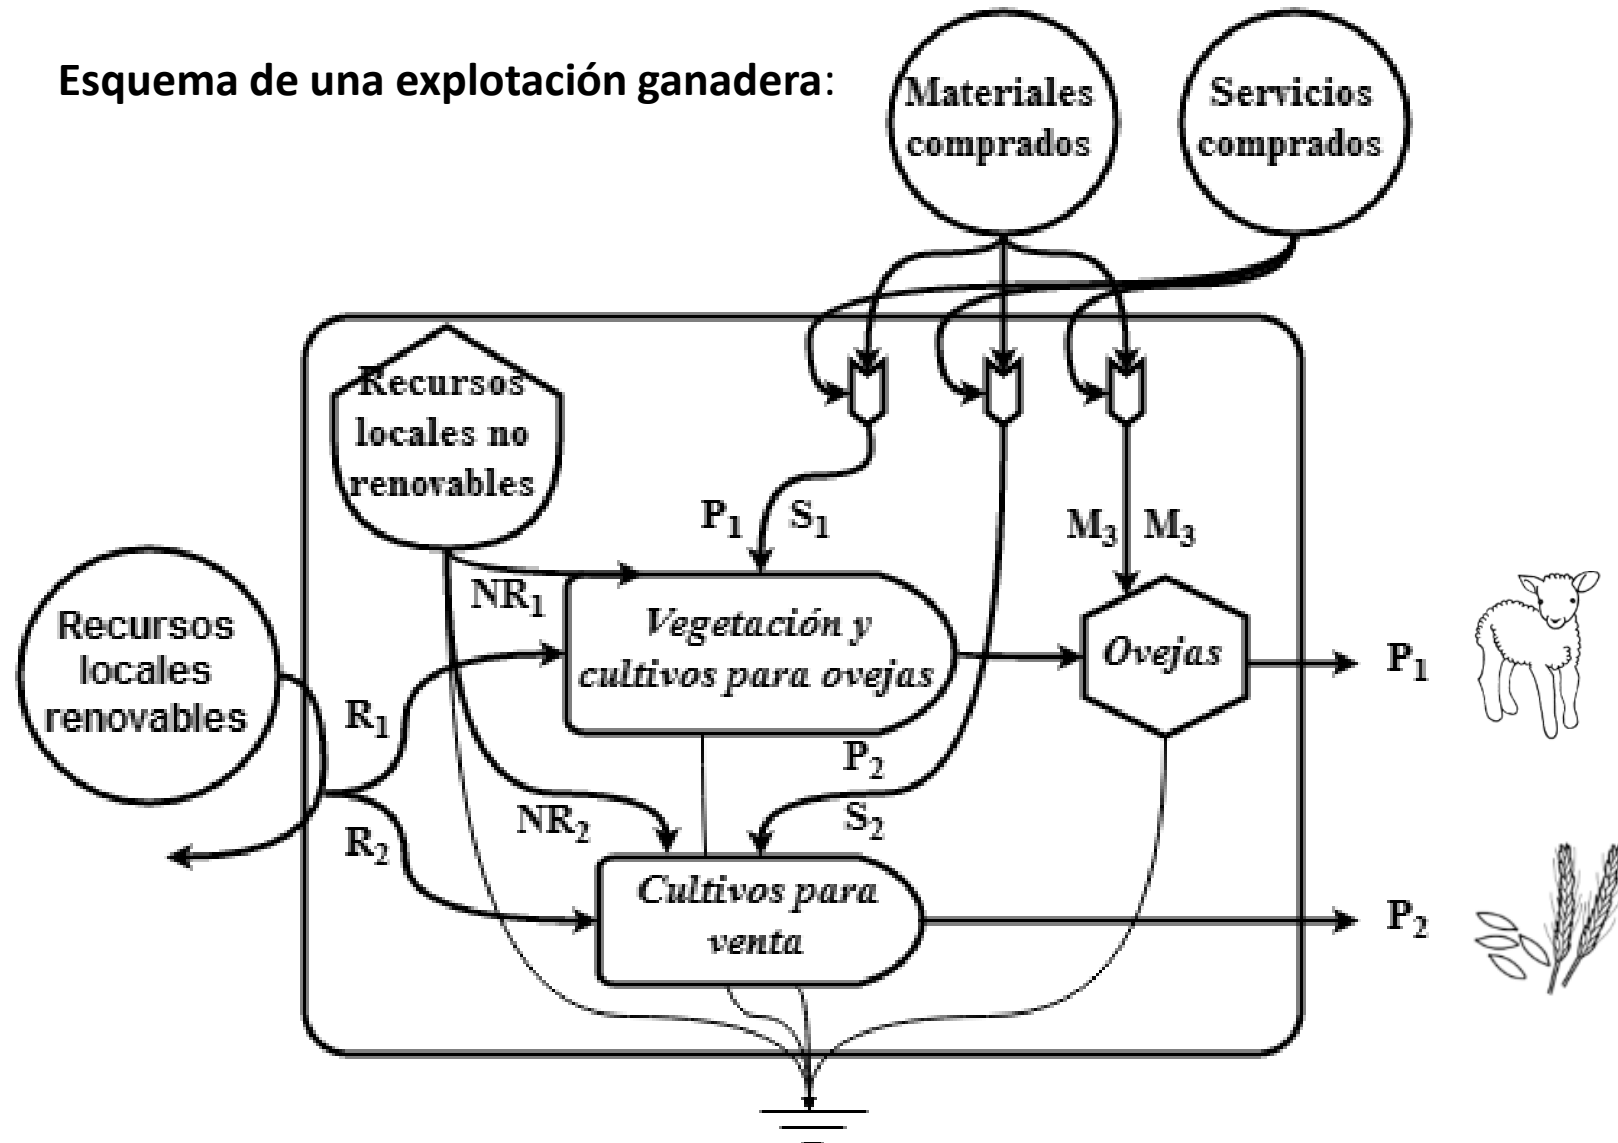 Esquema de una explotación ganadera:
Materiales
comprados
Servicios
comprados
Recursos
locales no
renovables
P₁ S₁
M₃ M₃
NR₁
Recursos
locales
renovables
Vegetación y
cultivos para ovejas
Ovejas
P₁
R₁
P₂
S₂
NR₂
R₂
Cultivos para
venta
P₂